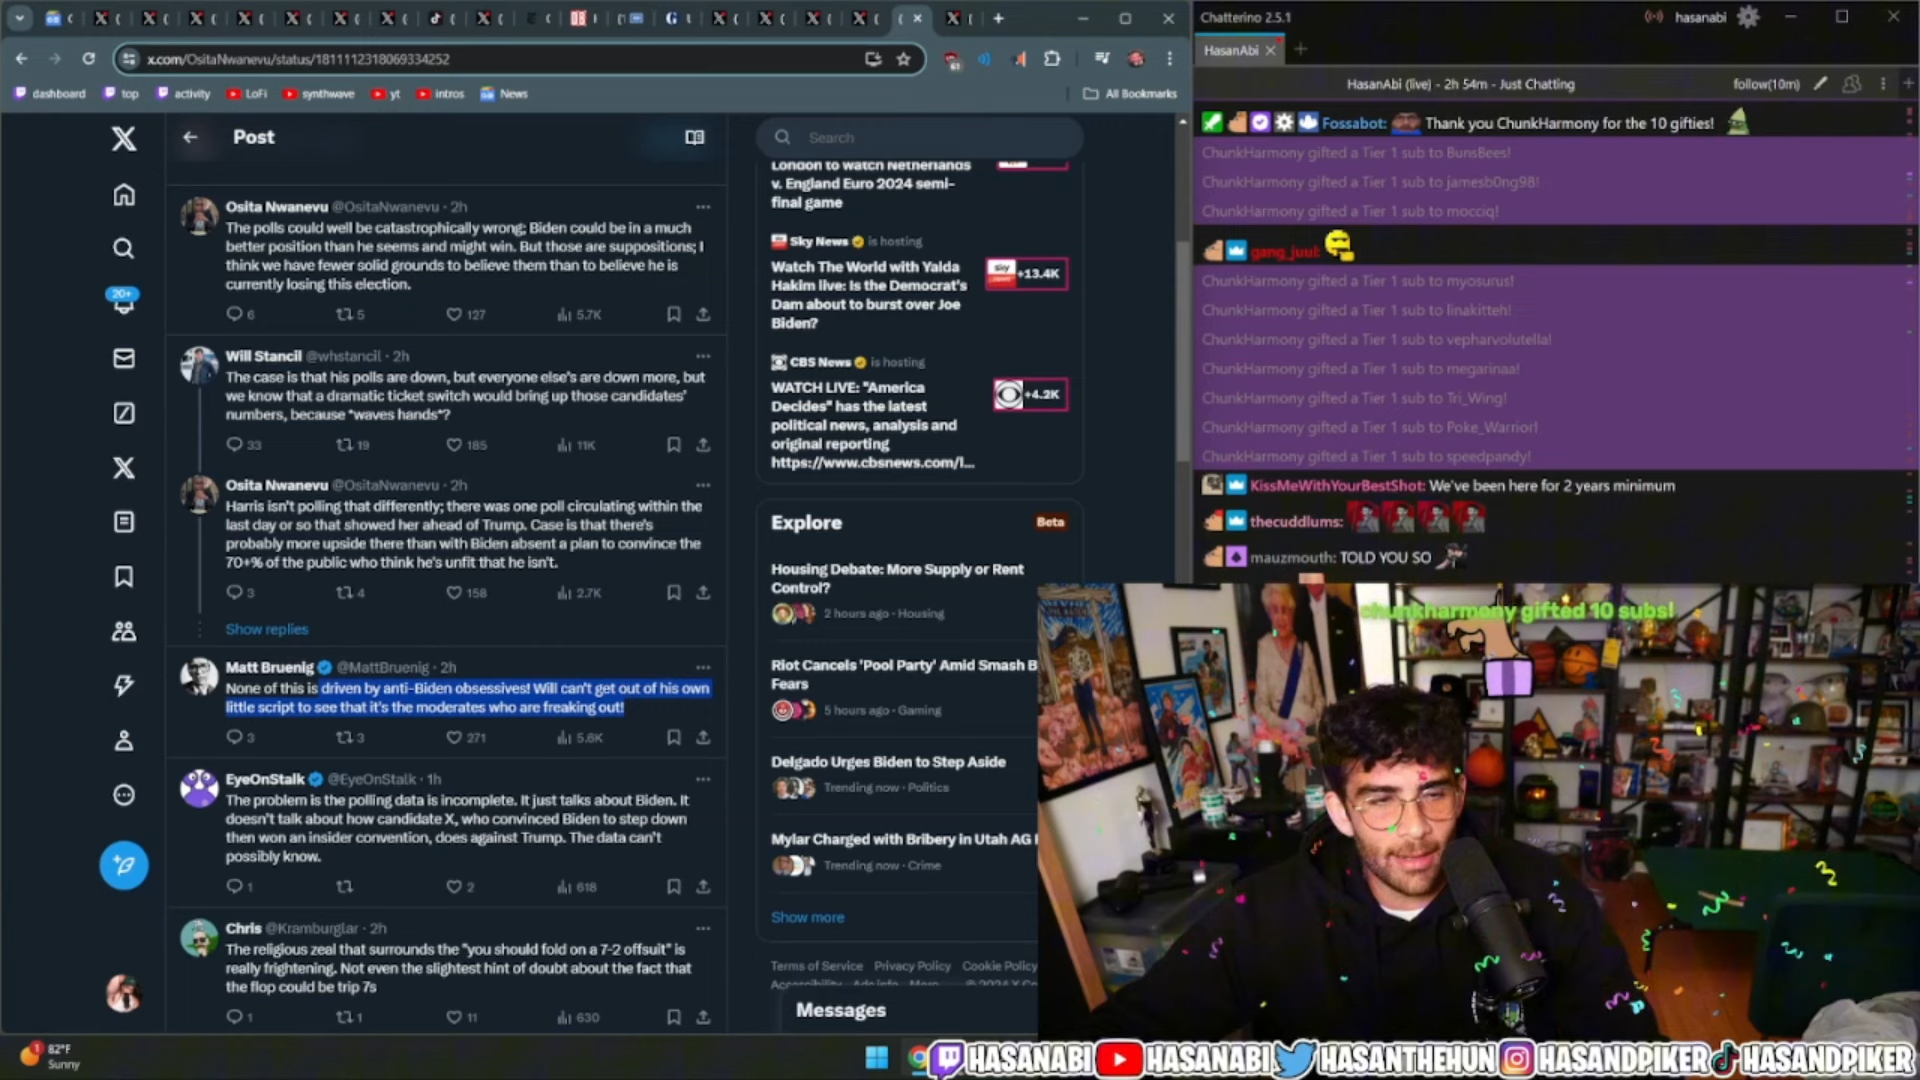 Chatterino 2.5.1
hasanabi
x.com/OsitaNwanevu/status/1811112318069334252
61
HasanAbi
dashboard
top
activity
LoFi
synthwave
yt
intros
News
All Bookmarks
HasanAbi (live) - 2h 54m - Just Chatting
follow(10m)
Post
Search
Osita Nwanevu @OsitaNwanevu · 2h
The polls could well be catastrophically wrong; Biden could be in a much
better position than he seems and might win. But those are suppositions; I
think we have fewer solid grounds to believe them than to believe he is
currently losing this election.
6
5
127
5.7K
Will Stancil @whstancil · 2h
The case is that his polls are down, but everyone else's are down more, but
we know that a dramatic ticket switch would bring up those candidates'
numbers, because *waves hands*?
33
19
185
11K
Osita Nwanevu @OsitaNwanevu · 2h
Harris isn't polling that differently; there was one poll circulating within the
last day or so that showed her ahead of Trump. Case is that there's
probably more upside there than with Biden absent a plan to convince the
70+% of the public who think he's unfit that he isn't.
3
4
158
2.7K
Show replies
Matt Bruenig @MattBruenig · 2h
None of this is driven by anti-Biden obsessives! Will can't get out of his own
little script to see that it's the moderates who are freaking out!
3
3
271
5.6K
EyeOnStalk @EyeOnStalk · 1h
The problem is the polling data is incomplete. It just talks about Biden. It
doesn't talk about how candidate X, who convinced Biden to step down
then won an insider convention, does against Trump. The data can't
possibly know.
1
2
618
Chris @Kramburglar · 2h
The religious zeal that surrounds the "you should fold on a 7-2 offsuit" is
really frightening. Not even the slightest hint of doubt about the fact that
the flop could be trip 7s
1
1
11
630
20+
London to watch Netherlands
v. England Euro 2024 semi-
final game
Sky News is hosting
Watch The World with Yalda
Hakim live: Is the Democrat's
Dam about to burst over Joe
Biden?
sky
+13.4K
CBS News is hosting
WATCH LIVE: "America
Decides" has the latest
political news, analysis and
original reporting
https://www.cbsnews.com/l...
+4.2K
Explore
Beta
Housing Debate: More Supply or Rent
Control?
2 hours ago · Housing
Riot Cancels 'Pool Party' Amid Smash B
Fears
5 hours ago · Gaming
Delgado Urges Biden to Step Aside
Trending now · Politics
Mylar Charged with Bribery in Utah AG
Trending now · Crime
Show more
Terms of Service Privacy Policy Cookie Policy
Messages
Fossabot: Thank you ChunkHarmony for the 10 gifties!
ChunkHarmony gifted a Tier 1 sub to BunsBees!
ChunkHarmony gifted a Tier 1 sub to jamesb0ng98!
ChunkHarmony gifted a Tier 1 sub to mocciq!
gang_juul:
ChunkHarmony gifted a Tier 1 sub to myosurus!
ChunkHarmony gifted a Tier 1 sub to linakitteh!
ChunkHarmony gifted a Tier 1 sub to vepharvolutella!
ChunkHarmony gifted a Tier 1 sub to megarinaa!
ChunkHarmony gifted a Tier 1 sub to Tri_Wing!
ChunkHarmony gifted a Tier 1 sub to Poke_Warrior!
ChunkHarmony gifted a Tier 1 sub to speedpandy!
KissMeWithYourBestShot: We've been here for 2 years minimum
thecuddlums:
mauzmouth: TOLD YOU SO
chunkharmony gifted 10 subs!
1
82°F
Sunny
HASANABI
HASANABI
HASANTHEHUN
HASANDPIKER
HASANDPIKER